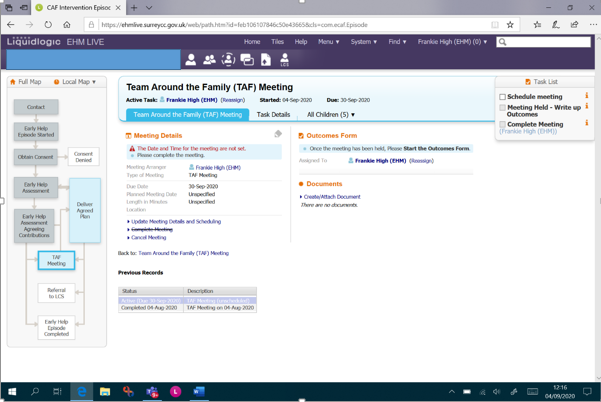 CAF Intervention Episod
https://ehmlive.surreycc.gov.uk/web/path.htm?id=feb106107846c50e43665&cls=com.ecaf.Episode
Liquidlogic EHM LIVE
Home Tiles Help Menu System Find Frankie High (EHM) (0)
LCS
Full Map Local Map
Contact
Early Help Episode Started
Obtain Consent
Consent Denied
Early Help Assessment
Deliver Agreed Plan
Early Help Assessment Agreeing Contributions
TAF Meeting
Referral to LCS
Early Help Episode Completed
Team Around the Family (TAF) Meeting
Active Task: Frankie High (EHM) (Reassign) Started: 04-Sep-2020 Due: 30-Sep-2020
Team Around the Family (TAF) Meeting Task Details All Children (5)
Meeting Details
The Date and Time for the meeting are not set.
Please complete the meeting.
Meeting Arranger Frankie High (EHM)
Type of Meeting TAF Meeting
Due Date 30-Sep-2020
Planned Meeting Date Unspecified
Length in Minutes Unspecified
Location
Update Meeting Details and Scheduling
Complete Meeting
Cancel Meeting
Back to: Team Around the Family (TAF) Meeting
Previous Records
Status Description
Active (Due 30-Sep-2020) TAF Meeting (unscheduled)
Completed 04-Aug-2020 TAF Meeting on 04-Aug-2020
Outcomes Form
Once the meeting has been held, Please Start the Outcomes Form.
Assigned To Frankie High (EHM) (Reassign)
Documents
Create/Attach Document
There are no documents.
Task List
Schedule meeting
Meeting Held - Write up
Outcomes
Complete Meeting
(Frankie High (EHM))
12:16
04/09/2020